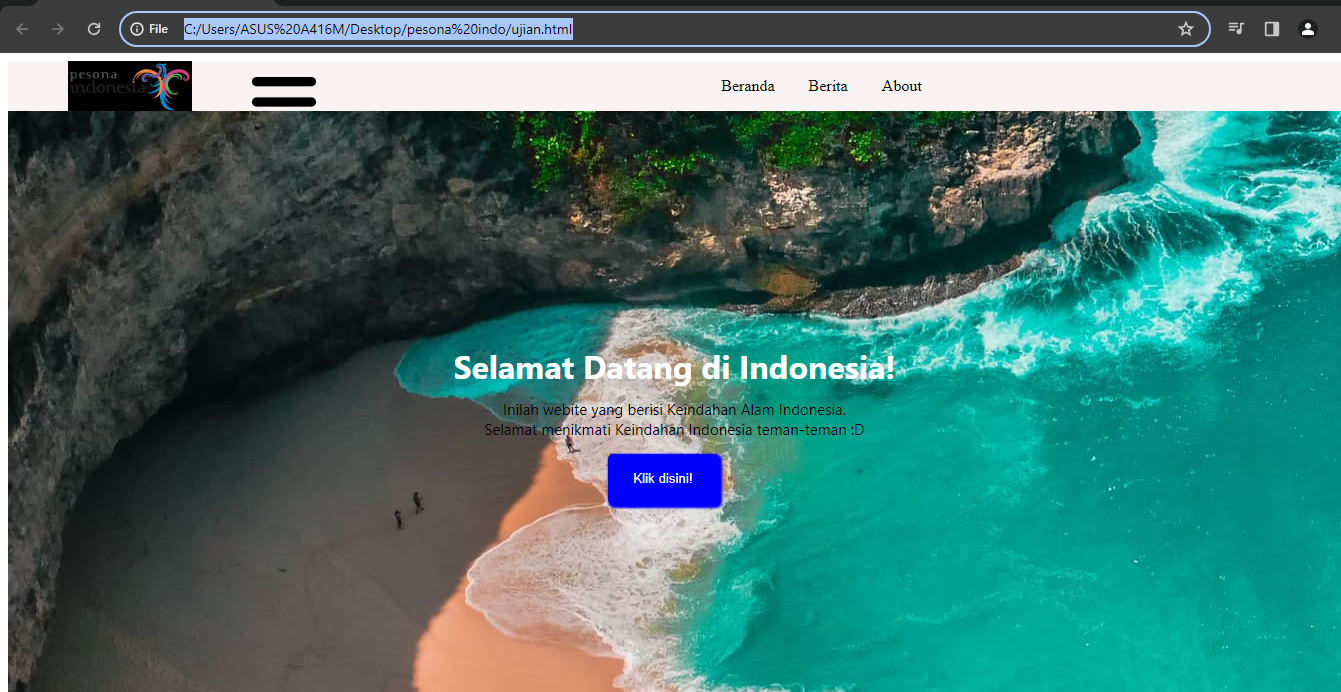 File C:/Users/ASUS%20A416M/Desktop/pesona%20indo/ujian.html
pesona
indonesia
Beranda Berita About
Selamat Datang di Indonesia!
Inilah webite yang berisi Keindahan Alam Indonesia.
Selamat menikmati Keindahan Indonesia teman-teman :D
Klik disini!